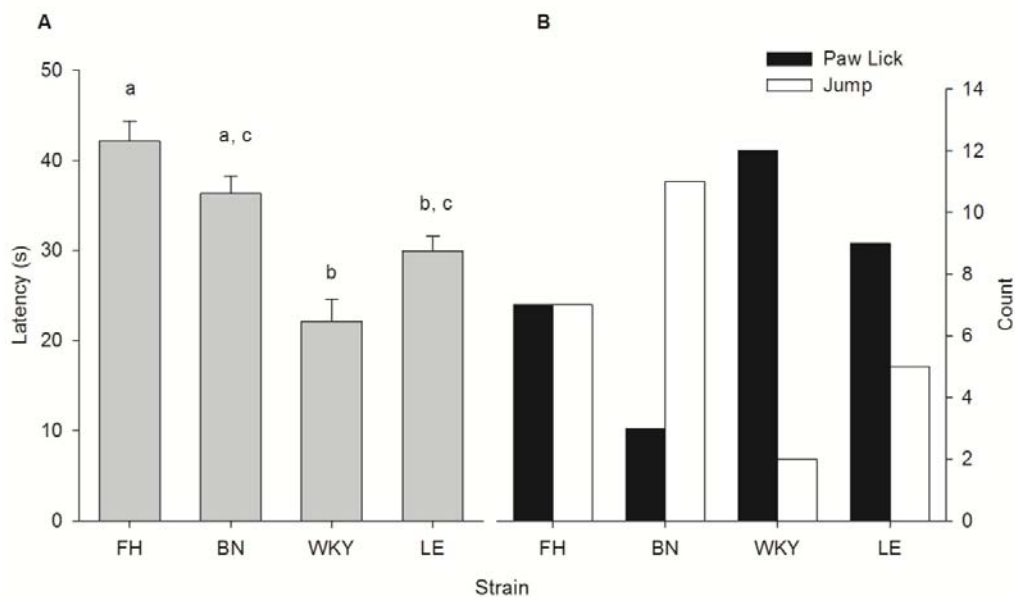 A
B
Paw Lick
Jump
50
40
30
20
10
0
Latency (s)
a
a, c
b
b, c
FH
BN
WKY
LE
14
12
10
8
6
4
2
0
Count
FH
BN
WKY
LE
Strain